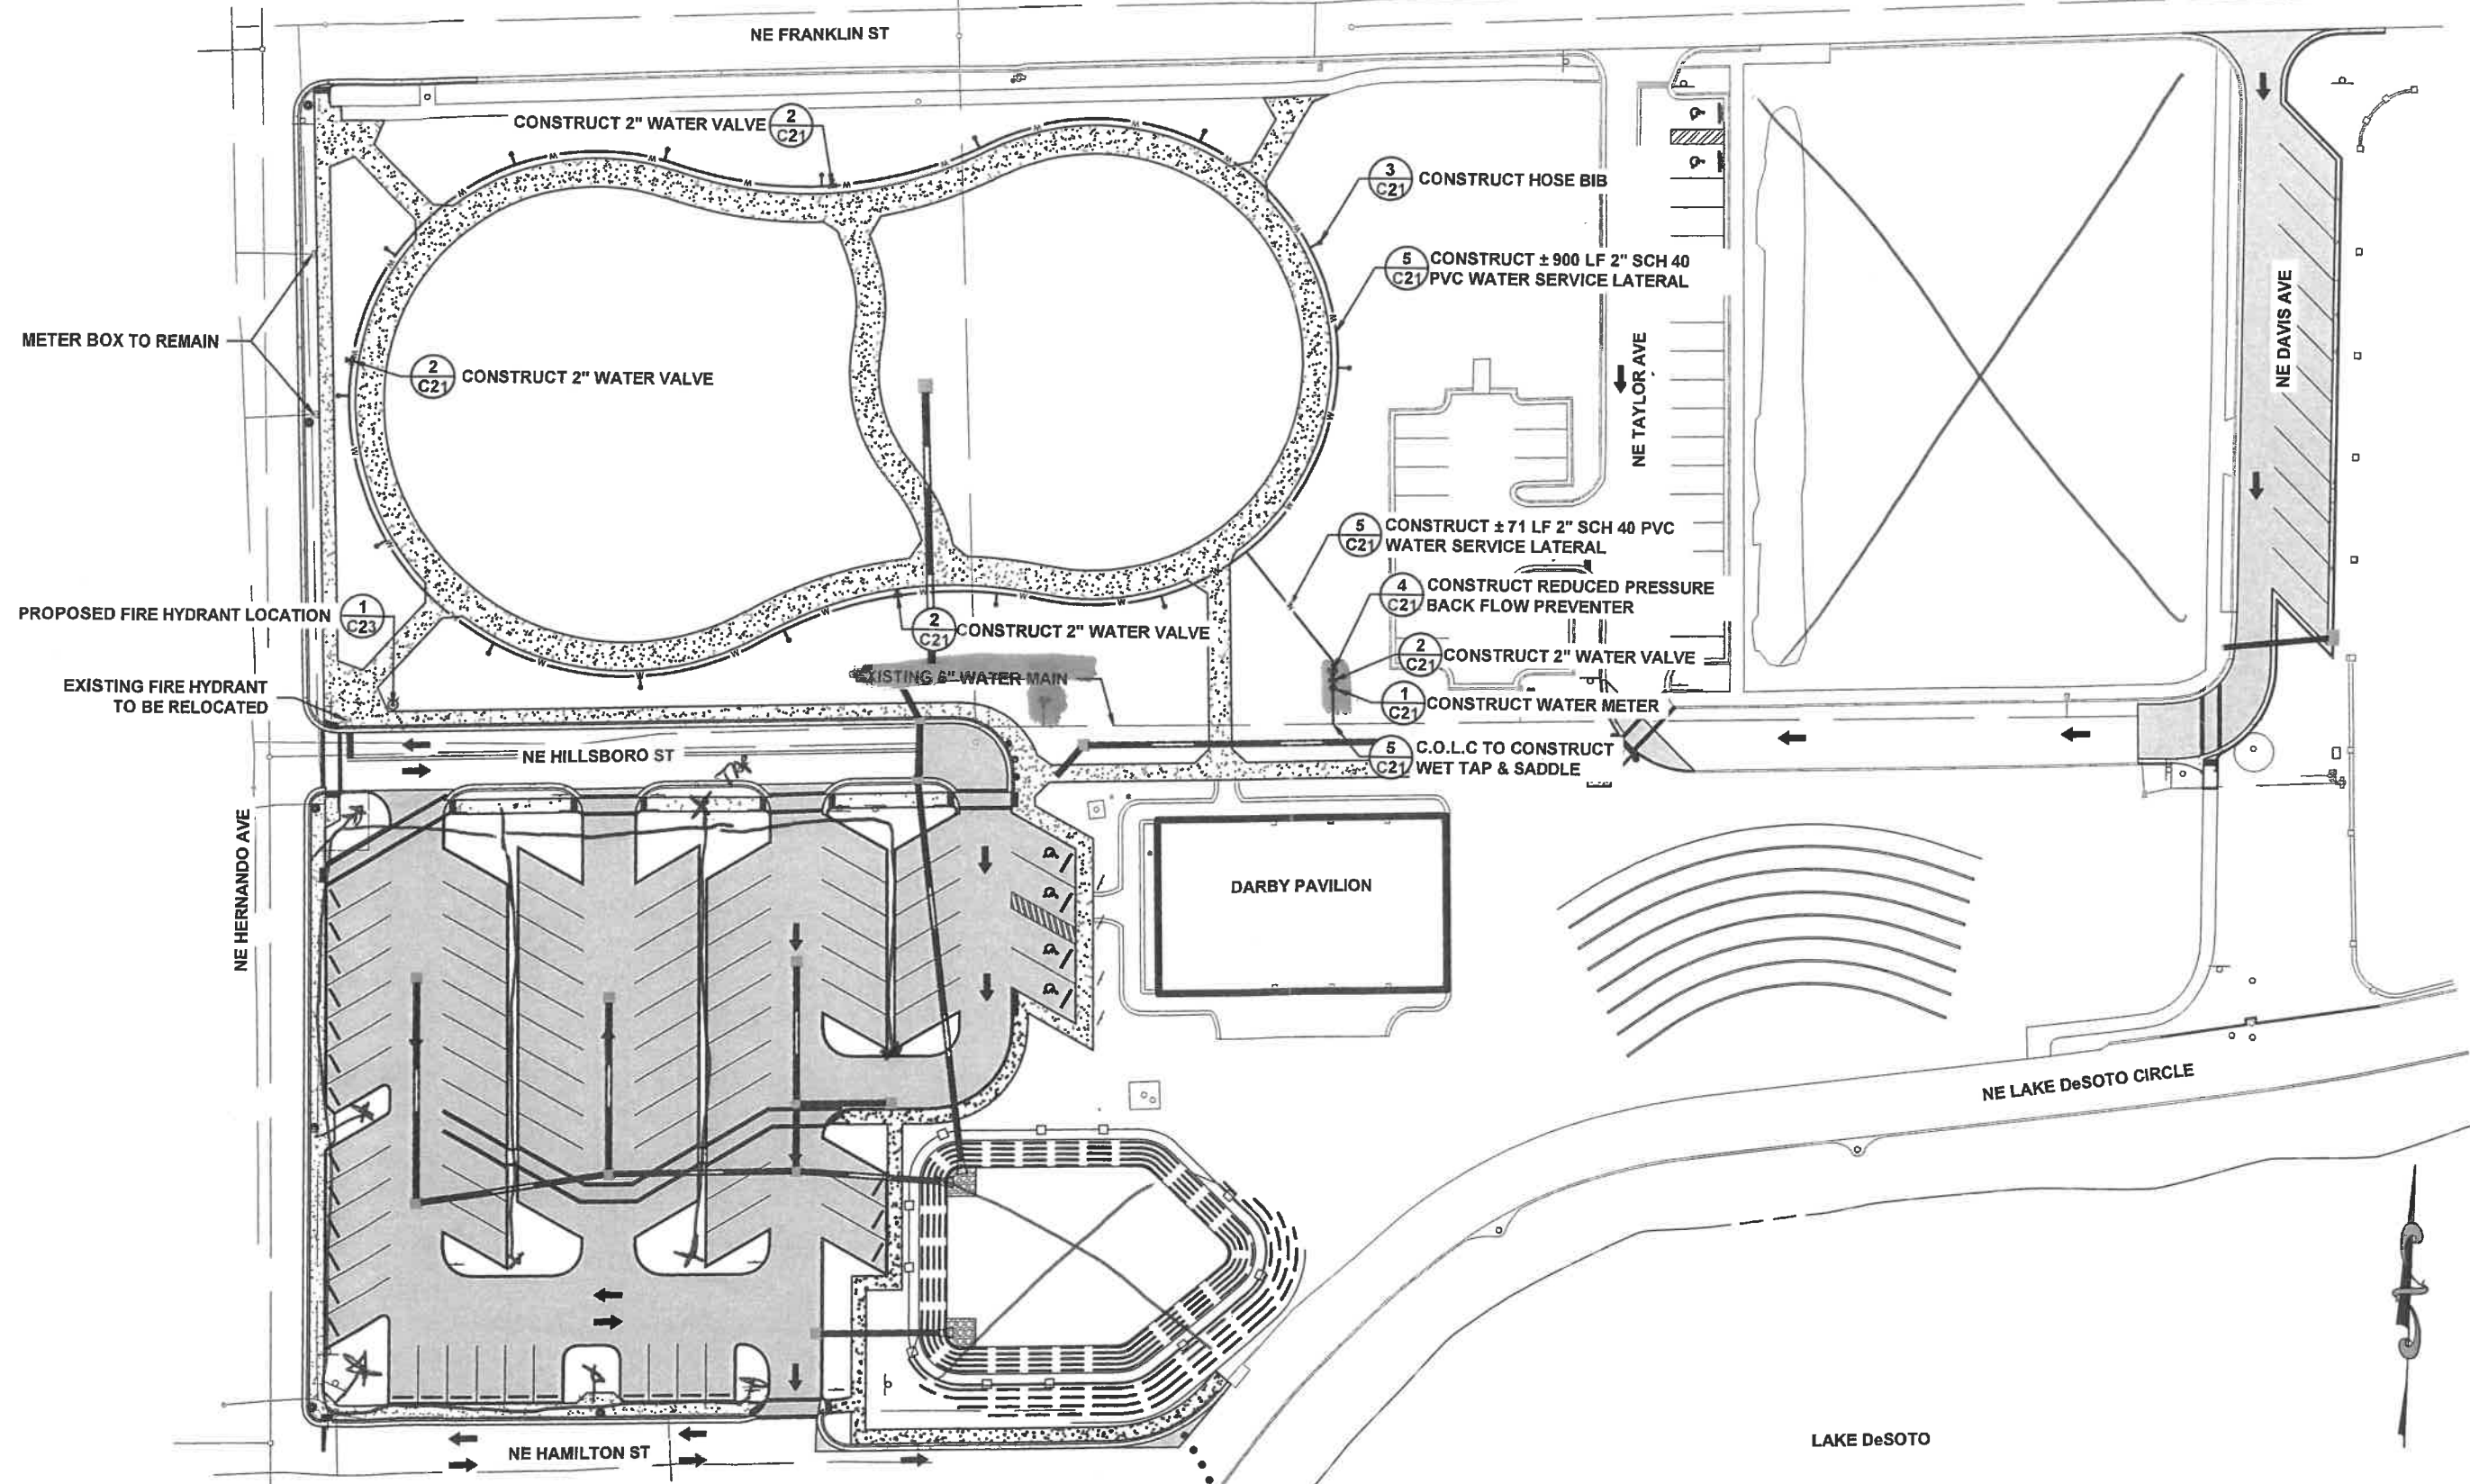 NE FRANKLIN ST
CONSTRUCT 2" WATER VALVE
2
C21
3
C21
CONSTRUCT HOSE BIB
5
C21
CONSTRUCT ± 900 LF 2" SCH 40
PVC WATER SERVICE LATERAL
NE DAVIS AVE
METER BOX TO REMAIN
NE TAYLOR AVE
2
C21
CONSTRUCT 2" WATER VALVE
5
C21
CONSTRUCT ± 71 LF 2" SCH 40 PVC
WATER SERVICE LATERAL
4
C21
CONSTRUCT REDUCED PRESSURE
BACK FLOW PREVENTER
PROPOSED FIRE HYDRANT LOCATION
1
C23
2
C21
CONSTRUCT 2" WATER VALVE
2
C21
CONSTRUCT 2" WATER VALVE
EXISTING 6" WATER MAIN
EXISTING FIRE HYDRANT
TO BE RELOCATED
1
C21
CONSTRUCT WATER METER
NE HILLSBORO ST
5
C21
C.O.L.C TO CONSTRUCT
WET TAP & SADDLE
NE HERNANDO AVE
DARBY PAVILION
NE LAKE DeSOTO CIRCLE
LAKE DeSOTO
NE HAMILTON ST
W